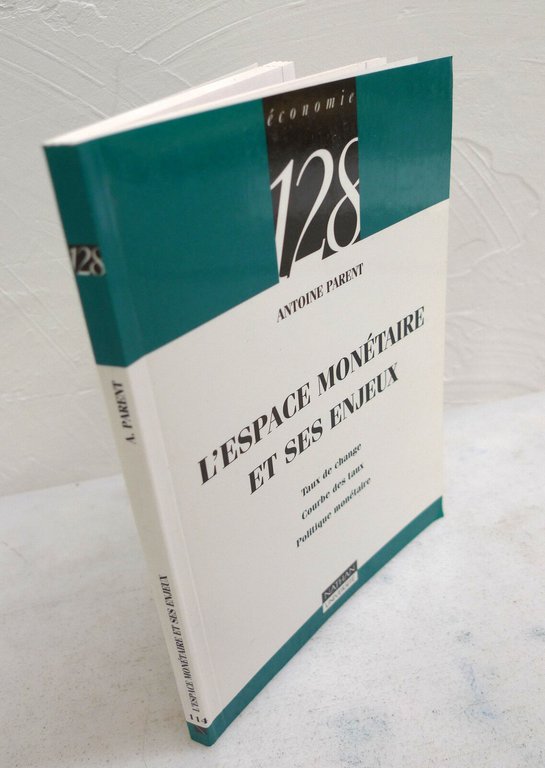 économie
128
ANTOINE PARENT
L'ESPACE MONÉTAIRE
ET SES ENJEUX
Taux de change
Courbe des taux
Politique monétaire
NATHAN
UNIVERSITÉ
128
A. PARENT
L'ESPACE MONÉTAIRE ET SES ENJEUX
114